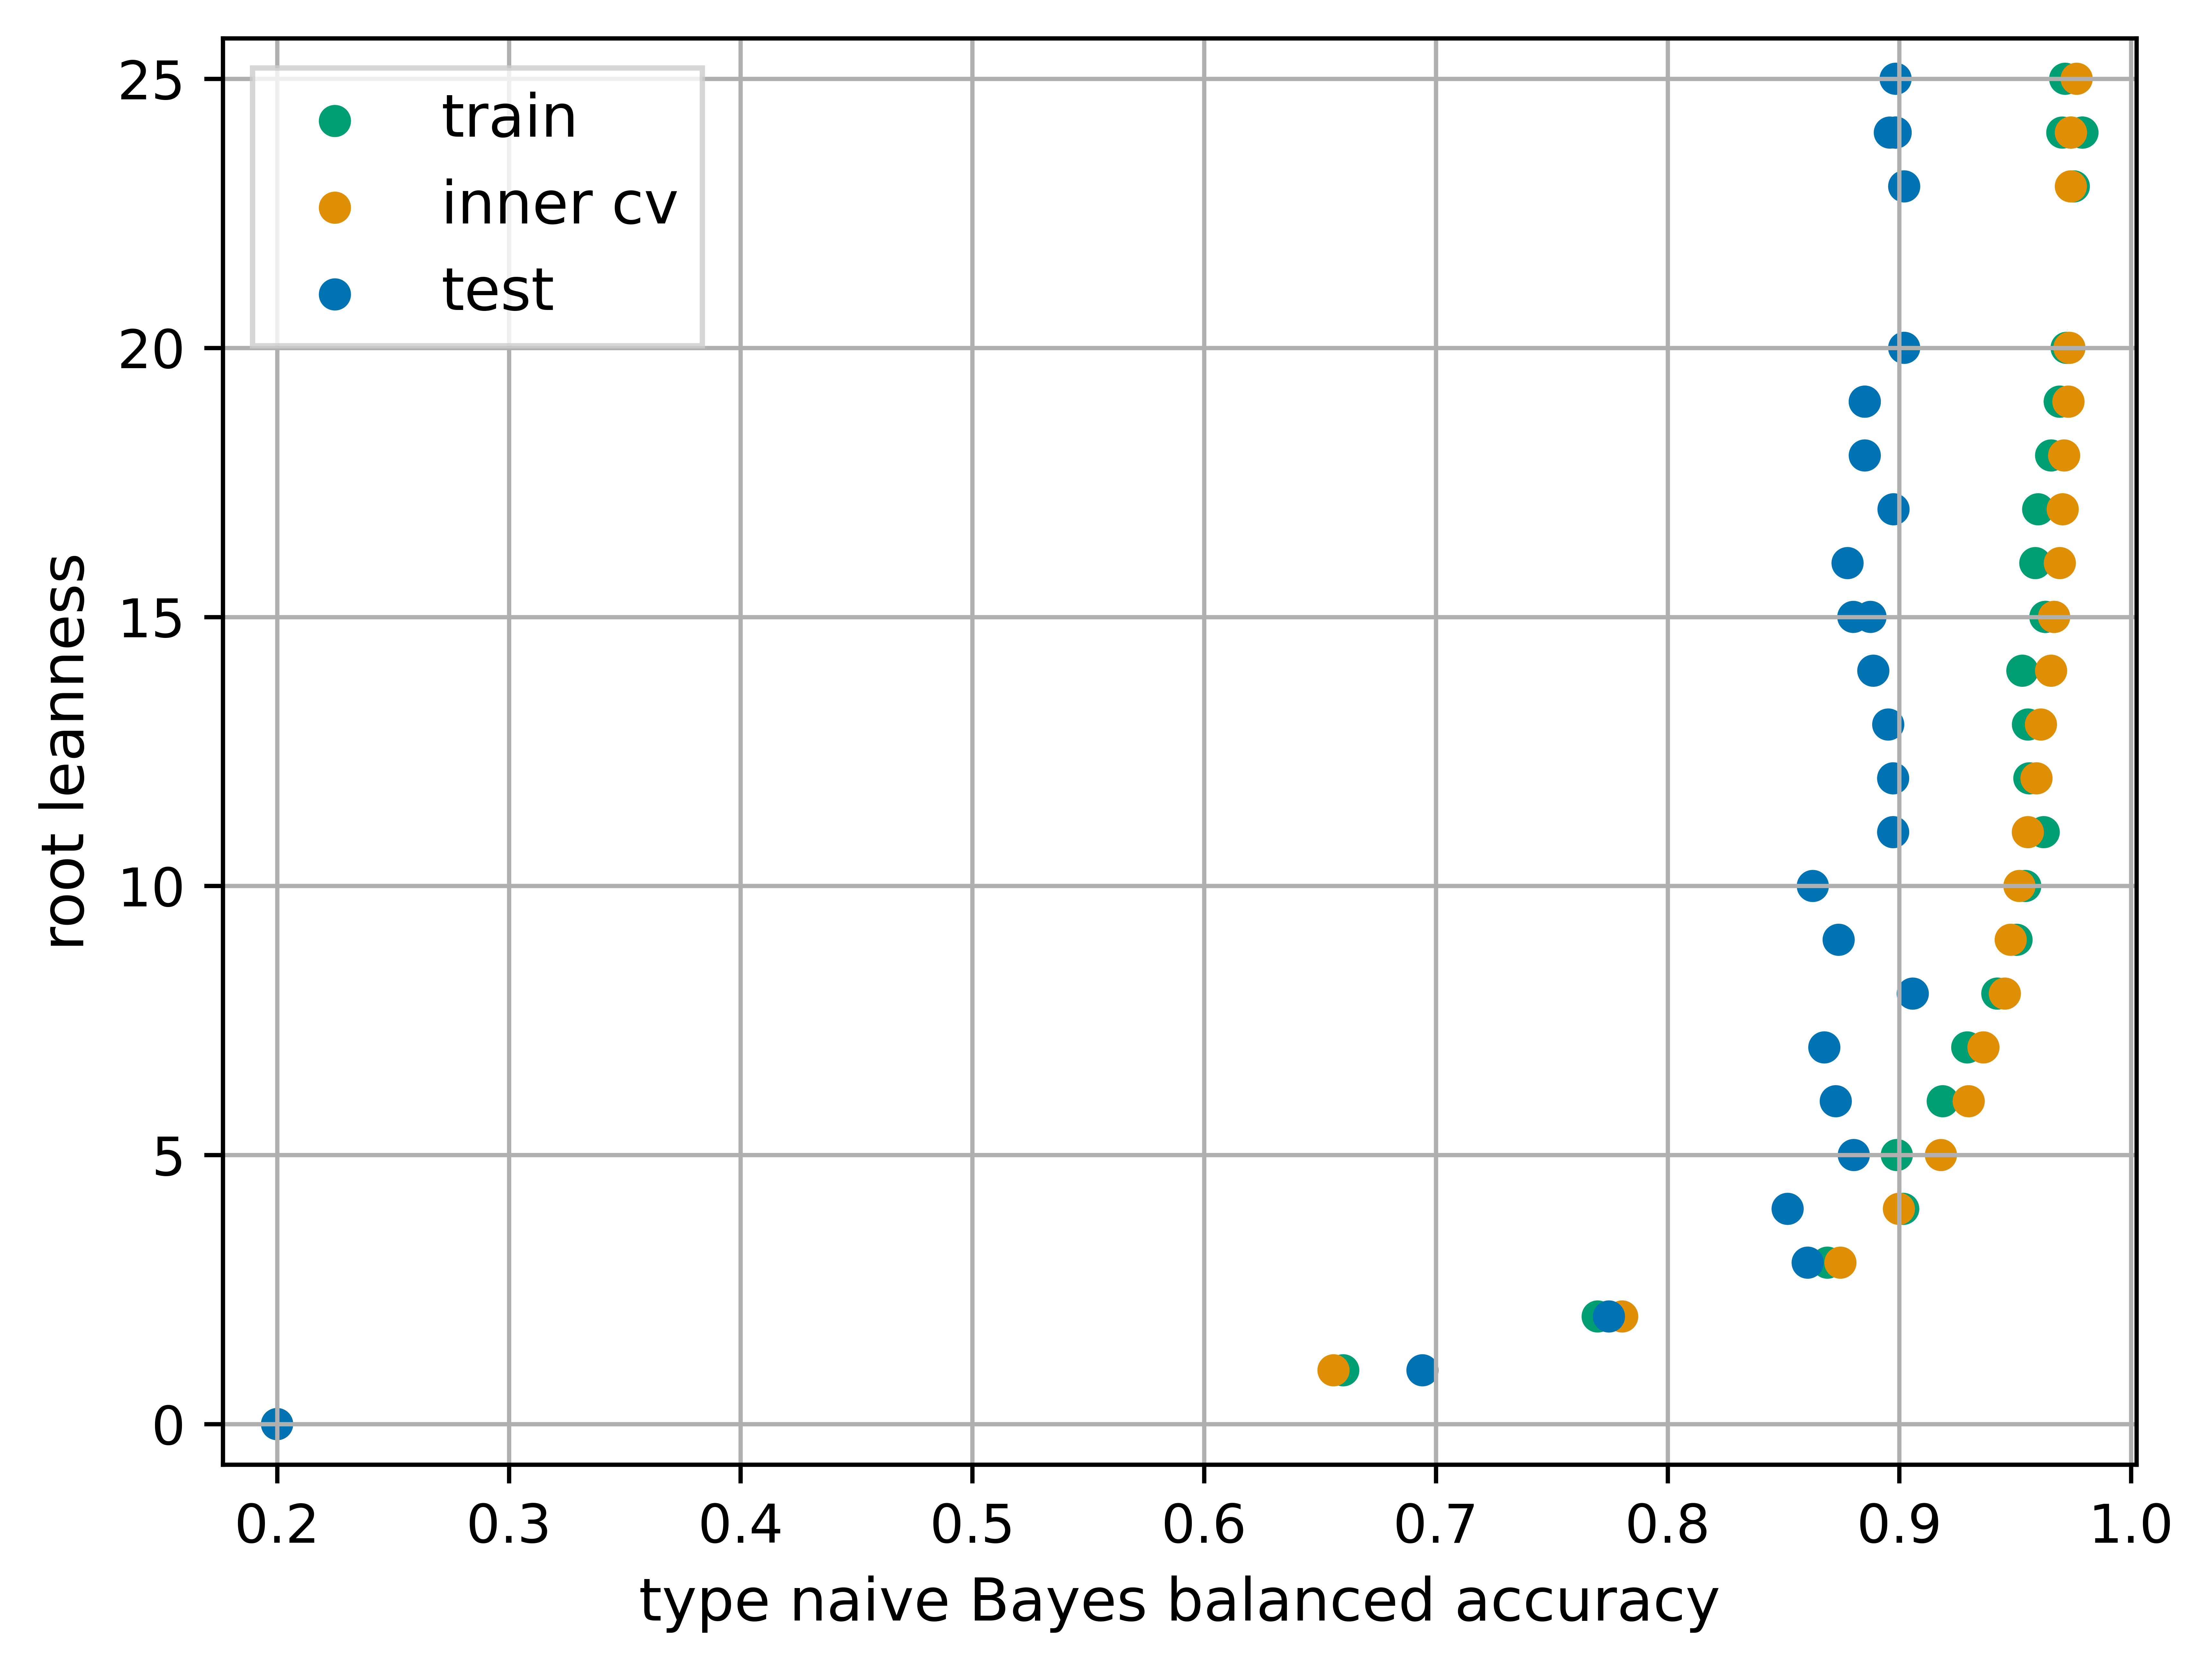 train
inner cv
test
25
20
15
10
5
0
root leanness
0.2 0.3 0.4 0.5 0.6 0.7 0.8 0.9 1.0
type naive Bayes balanced accuracy